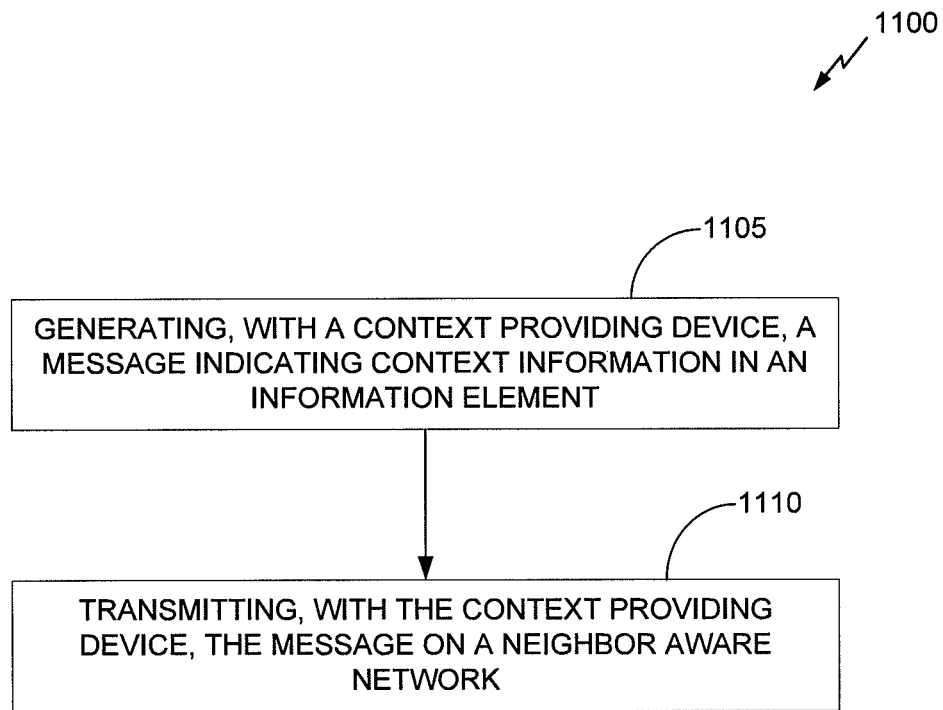 1100
1105
GENERATING, WITH A CONTEXT PROVIDING DEVICE, A
MESSAGE INDICATING CONTEXT INFORMATION IN AN
INFORMATION ELEMENT
1110
TRANSMITTING, WITH THE CONTEXT PROVIDING
DEVICE, THE MESSAGE ON A NEIGHBOR AWARE
NETWORK